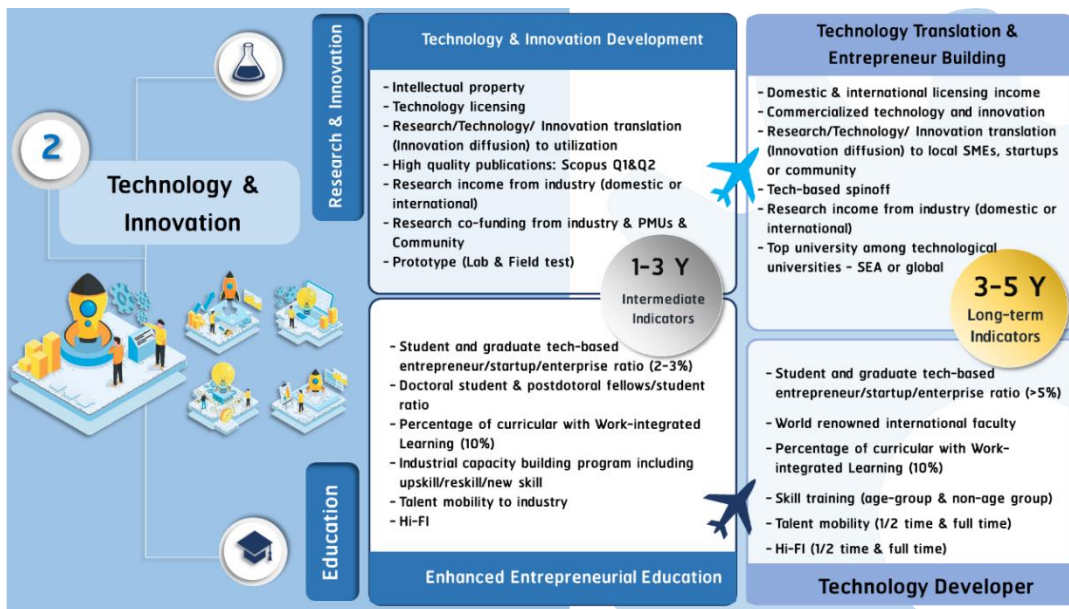 2
Technology &
Innovation
Research & Innovation
Technology & Innovation Development
- Intellectual property
- Technology licensing
- Research/Technology/ Innovation translation
(Innovation diffusion) to utilization
- High quality publications: Scopus Q1&Q2
- Research income from industry (domestic or
international)
- Research co-funding from industry & PMUs &
Community
- Prototype (Lab & Field test)
1-3 Y
Intermediate
Indicators
Technology Translation &
Entrepreneur Building
- Domestic & international licensing income
- Commercialized technology and innovation
- Research/Technology/ Innovation translation
(Innovation diffusion) to local SMEs, startups
or community
- Tech-based spinoff
- Research income from industry (domestic or
international)
- Top university among technological
universities - SEA or global
3-5 Y
Long-term
Indicators
Education
- Student and graduate tech-based
entrepreneur/startup/enterprise ratio (2-3%)
- Doctoral student & postdotoral fellows/student
ratio
- Percentage of curricular with Work-integrated
Learning (10%)
- Industrial capacity building program including
upskill/reskill/new skill
- Talent mobility to industry
- Hi-FI
Enhanced Entrepreneurial Education
- Student and graduate tech-based
entrepreneur/startup/enterprise ratio (>5%)
- World renowned international faculty
- Percentage of curricular with Work-
integrated Learning (10%)
- Skill training (age-group & non-age group)
- Talent mobility (1/2 time & full time)
- Hi-FI (1/2 time & full time)
Technology Developer